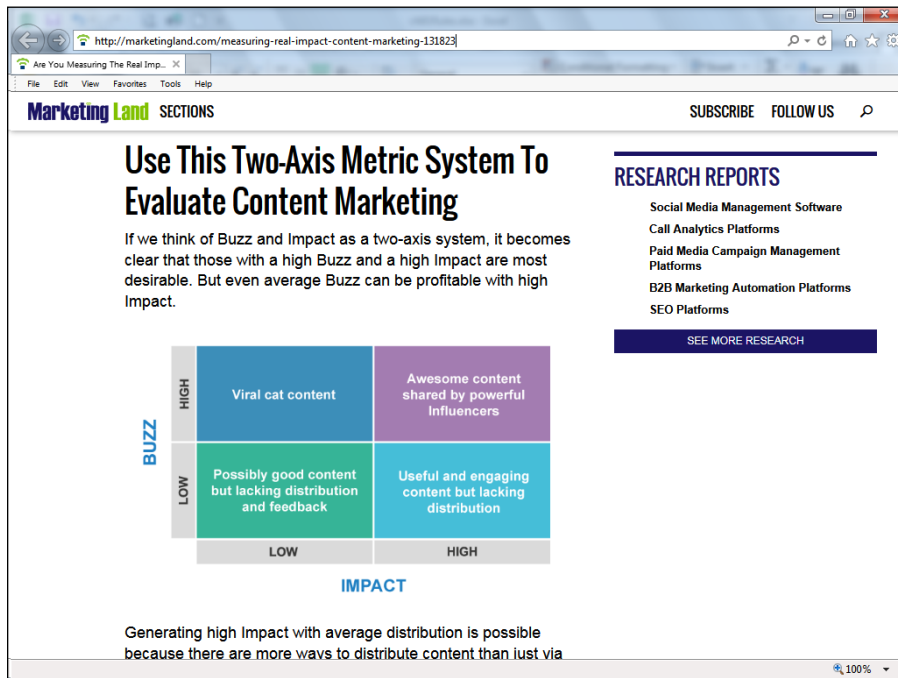 http://marketingland.com/measuring-real-impact-content-marketing-131823
Are You Measuring The Real Imp...
File Edit View Favorites Tools Help
Marketing Land SECTIONS
SUBSCRIBE FOLLOW US
Use This Two-Axis Metric System To
Evaluate Content Marketing
If we think of Buzz and Impact as a two-axis system, it becomes
clear that those with a high Buzz and a high Impact are most
desirable. But even average Buzz can be profitable with high
Impact.
BUZZ
HIGH
Viral cat content
Awesome content
shared by powerful
Influencers
LOW
Possibly good content
but lacking distribution
and feedback
Useful and engaging
content but lacking
distribution
LOW
HIGH
IMPACT
Generating high Impact with average distribution is possible
because there are more ways to distribute content than just via
RESEARCH REPORTS
Social Media Management Software
Call Analytics Platforms
Paid Media Campaign Management
Platforms
B2B Marketing Automation Platforms
SEO Platforms
SEE MORE RESEARCH
100%